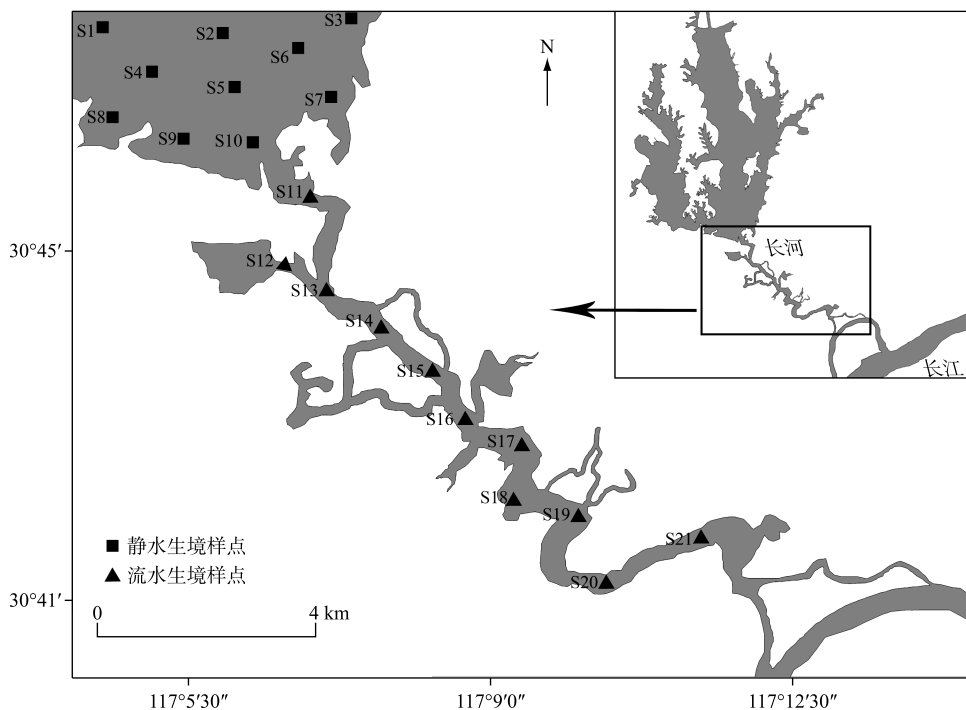 S1
S2
S3
S6
S4
S5
S7
S8
S9
S10
N
S11
长河
30°45′
S12
S13
S14
长江
S15
S16
S17
S18
S19
S21
静水生境样点
流水生境样点
S20
30°41′
0
4 km
117°5′30″
117°9′0″
117°12′30″